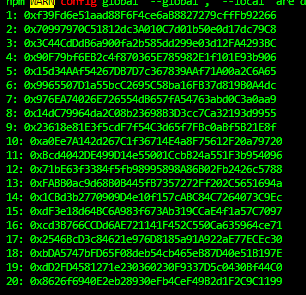 npm WARN config global `--global`, `--local` are d
1: 0xf39Fd6e51aad88F6F4ce6aB8827279cffFb92266
2: 0x70997970C51812dc3A010C7d01b50e0d17dc79C8
3: 0x3C44CdDdB6a900fa2b585dd299e03d12FA4293BC
4: 0x90F79bf6EB2c4f870365E785982E1f101E93b906
5: 0x15d34AAf54267DB7D7c367839AAf71A00a2C6A65
6: 0x9965507D1a55bcC2695C58ba16FB37d819B0A4dc
7: 0x976EA74026E726554dB657fA54763abd0C3a0aa9
8: 0x14dC79964da2C08b23698B3D3cc7Ca32193d9955
9: 0x23618e81E3f5cdF7f54C3d65f7FBc0aBf5B21E8f
10: 0xa0Ee7A142d267C1f36714E4a8F75612F20a79720
11: 0xBcd4042DE499D14e55001CcbB24a551F3b954096
12: 0x71bE63f3384f5fb98995898A86B02Fb2426c5788
13: 0xFABB0ac9d68B0B445fB7357272Ff202C5651694a
14: 0x1CBd3b2770909D4e10f157cABC84C7264073C9Ec
15: 0xdF3e18d64BC6A983f673Ab319CCaE4f1a57C7097
16: 0xcd3B766CCDd6AE721141F452C550Ca635964ce71
17: 0x2546BcD3c84621e976D8185a91A922aE77ECEc30
18: 0xbDA5747bFD65F08deb54cb465eB87D40e51B197E
19: 0xdD2FD4581271e230360230F9337D5c0430Bf44C0
20: 0x8626f6940E2eb28930eFb4CeF49B2d1F2C9C1199